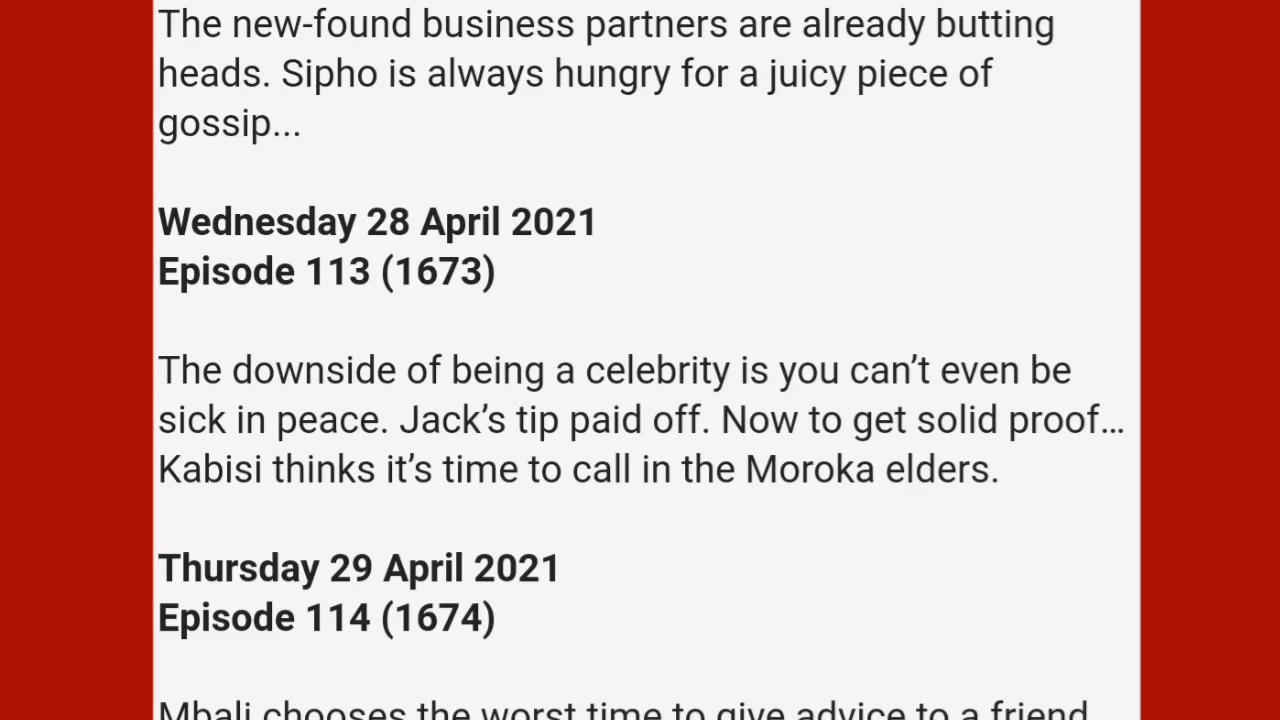 The new-found business partners are already butting
heads. Sipho is always hungry for a juicy piece of
gossip...
Wednesday 28 April 2021
Episode 113 (1673)
The downside of being a celebrity is you can’t even be
sick in peace. Jack’s tip paid off. Now to get solid proof…
Kabisi thinks it’s time to call in the Moroka elders.
Thursday 29 April 2021
Episode 114 (1674)
Mbali chooses the worst time to give advice to a friend.